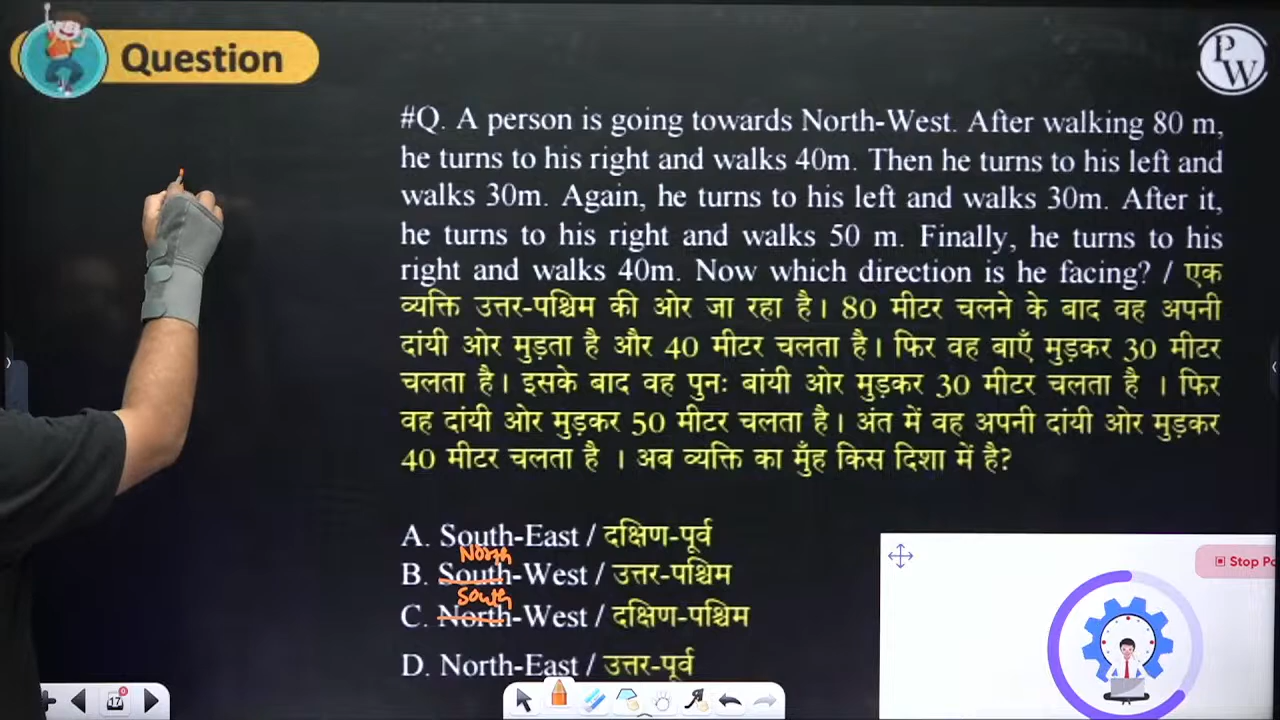 Question
PW
#Q. A person is going towards North-West. After walking 80 m,
he turns to his right and walks 40m. Then he turns to his left and
walks 30m. Again, he turns to his left and walks 30m. After it,
he turns to his right and walks 50 m. Finally, he turns to his
right and walks 40m. Now which direction is he facing? / एक
व्यक्ति उत्तर-पश्चिम की ओर जा रहा है। 80 मीटर चलने के बाद वह अपनी
दांयी ओर मुड़ता है और 40 मीटर चलता है। फिर वह बाएँ मुड़कर 30 मीटर
चलता है। इसके बाद वह पुनः बांयी ओर मुड़कर 30 मीटर चलता है । फिर
वह दांयी ओर मुड़कर 50 मीटर चलता है। अंत में वह अपनी दांयी ओर मुड़कर
40 मीटर चलता है । अब व्यक्ति का मुँह किस दिशा में है?
A. South-East / दक्षिण-पूर्व
North
B. South-West / उत्तर-पश्चिम
South
C. North-West / दक्षिण-पश्चिम
D. North-East / उत्तर-पूर्व
Stop
17